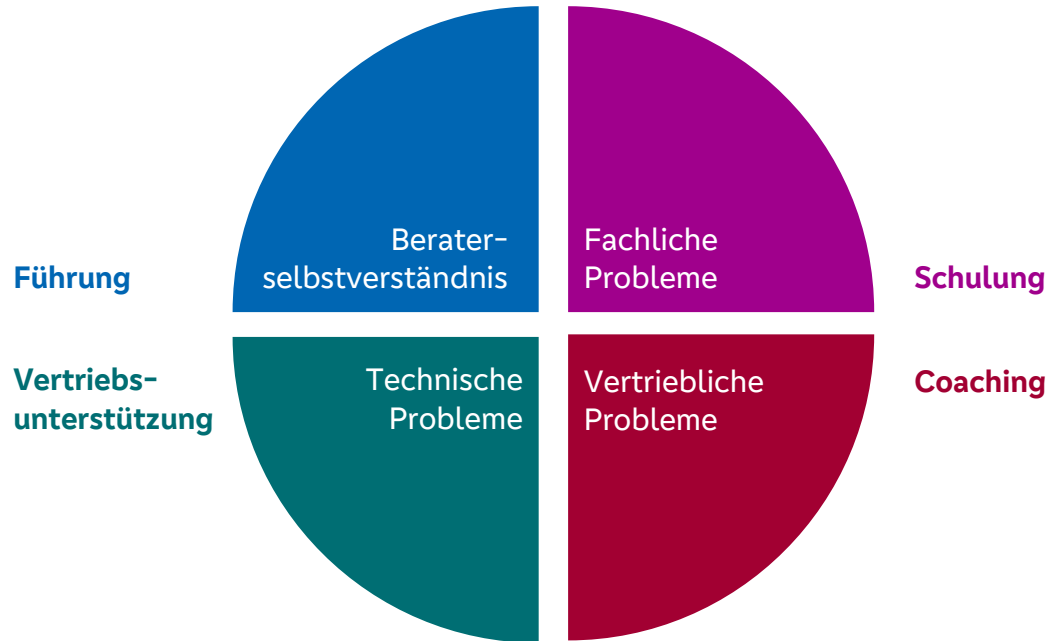 Berater-
selbstverständnis
Fachliche
Probleme
Führung
Schulung
Vertriebs-
unterstützung
Technische
Probleme
Vertriebliche
Probleme
Coaching